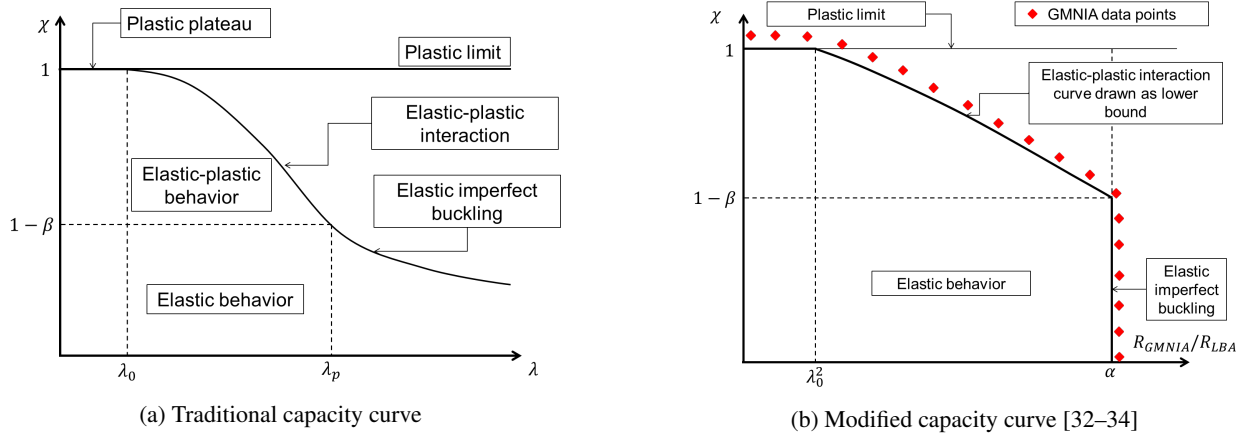 χ
Plastic plateau
Plastic limit
1
Elastic-plastic
interaction
Elastic-plastic
behavior
Elastic imperfect
buckling
1 − β
Elastic behavior
λ₀
λₚ
λ
(a) Traditional capacity curve
χ
Plastic limit
GMNIA data points
1
Elastic-plastic interaction
curve drawn as lower
bound
1 − β
Elastic behavior
Elastic
imperfect
buckling
R_GMNIA/R_LBA
λ₀²
α
(b) Modified capacity curve [32–34]